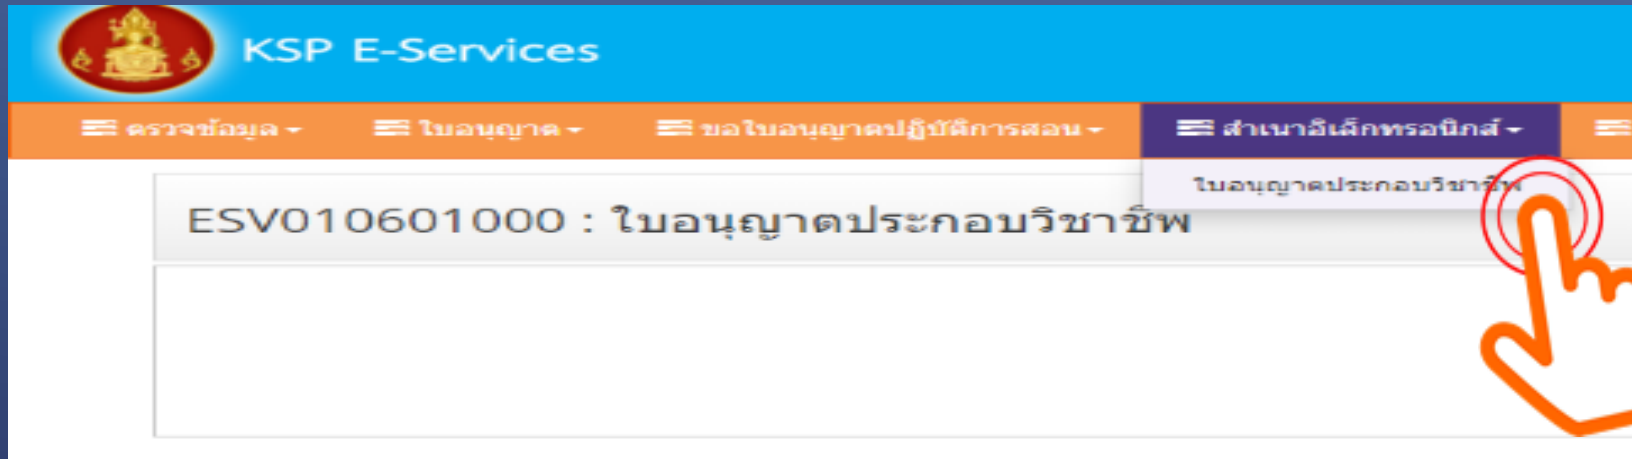 KSP E-Services
ตรวจข้อมูล ใบอนุญาต ขอใบอนุญาตปฏิบัติการสอน สำเนาอิเล็กทรอนิกส์
ใบอนุญาตประกอบวิชาชีพ
ESV010601000 : ใบอนุญาตประกอบวิชาชีพ